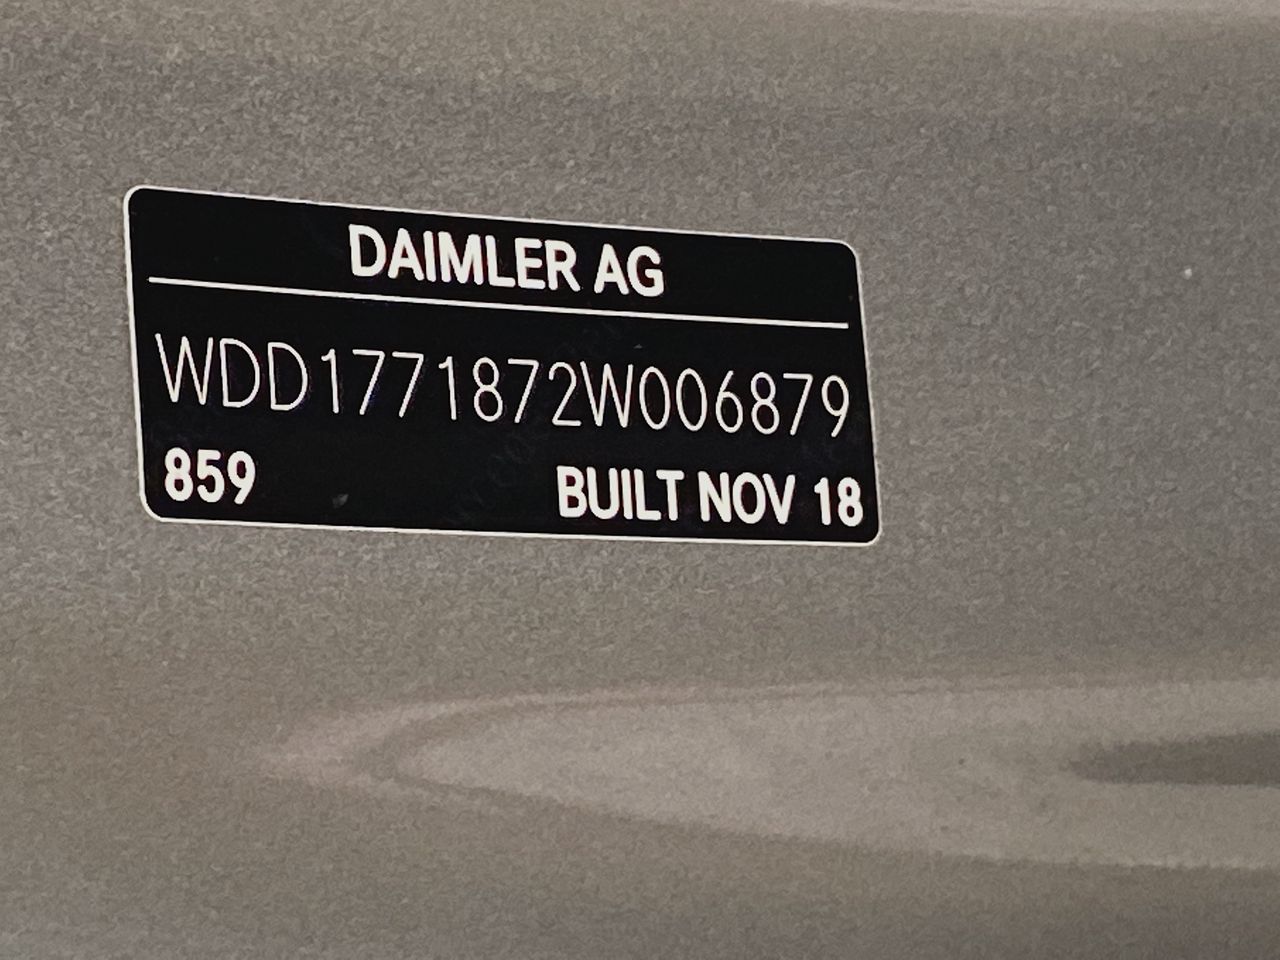 DAIMLER AG
WDD1771872W006879
859 BUILT NOV 18